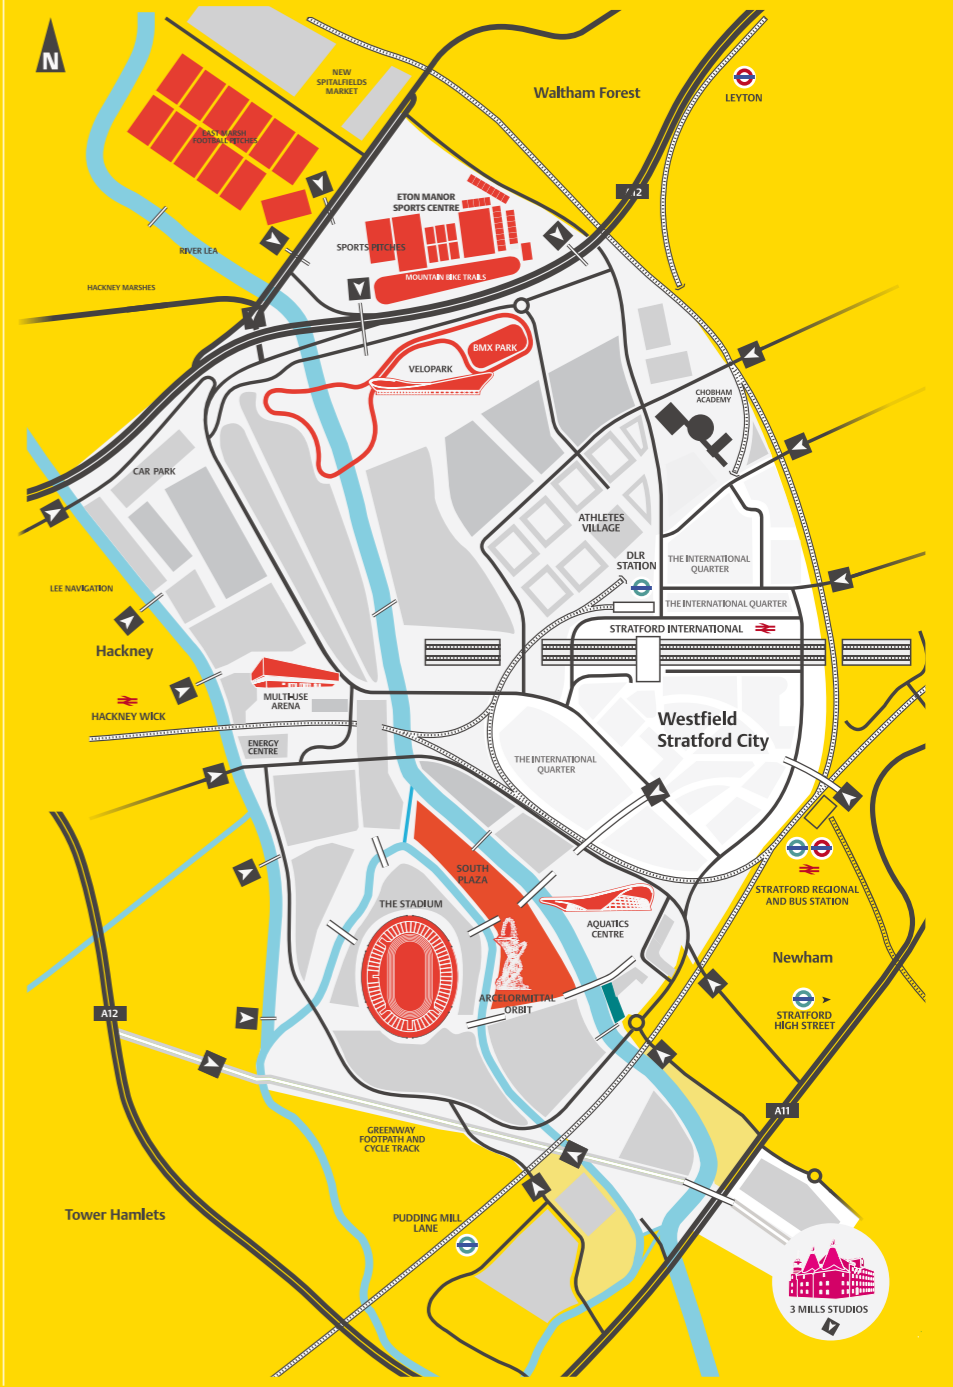 N
NEW
SPITALFIELDS
MARKET
Waltham Forest
LEYTON
EAST MARSH
FOOTBALL PITCHES
A12
ETON MANOR
SPORTS CENTRE
SPORTS PITCHES
RIVER LEA
MOUNTAIN BIKE TRAILS
HACKNEY MARSHES
BMX PARK
VELOPARK
CHOBHAM
ACADEMY
CAR PARK
ATHLETES
VILLAGE
DLR
STATION
THE INTERNATIONAL
QUARTER
LEE NAVIGATION
THE INTERNATIONAL QUARTER
STRATFORD INTERNATIONAL
Hackney
MULTI-USE
ARENA
HACKNEY WICK
Westfield
Stratford City
ENERGY
CENTRE
THE INTERNATIONAL
QUARTER
SOUTH
PLAZA
STRATFORD REGIONAL
AND BUS STATION
THE STADIUM
AQUATICS
CENTRE
Newham
ARCELORMITTAL
ORBIT
A12
STRATFORD
HIGH STREET
A11
GREENWAY
FOOTPATH AND
CYCLE TRACK
Tower Hamlets
PUDDING MILL
LANE
3 MILLS STUDIOS